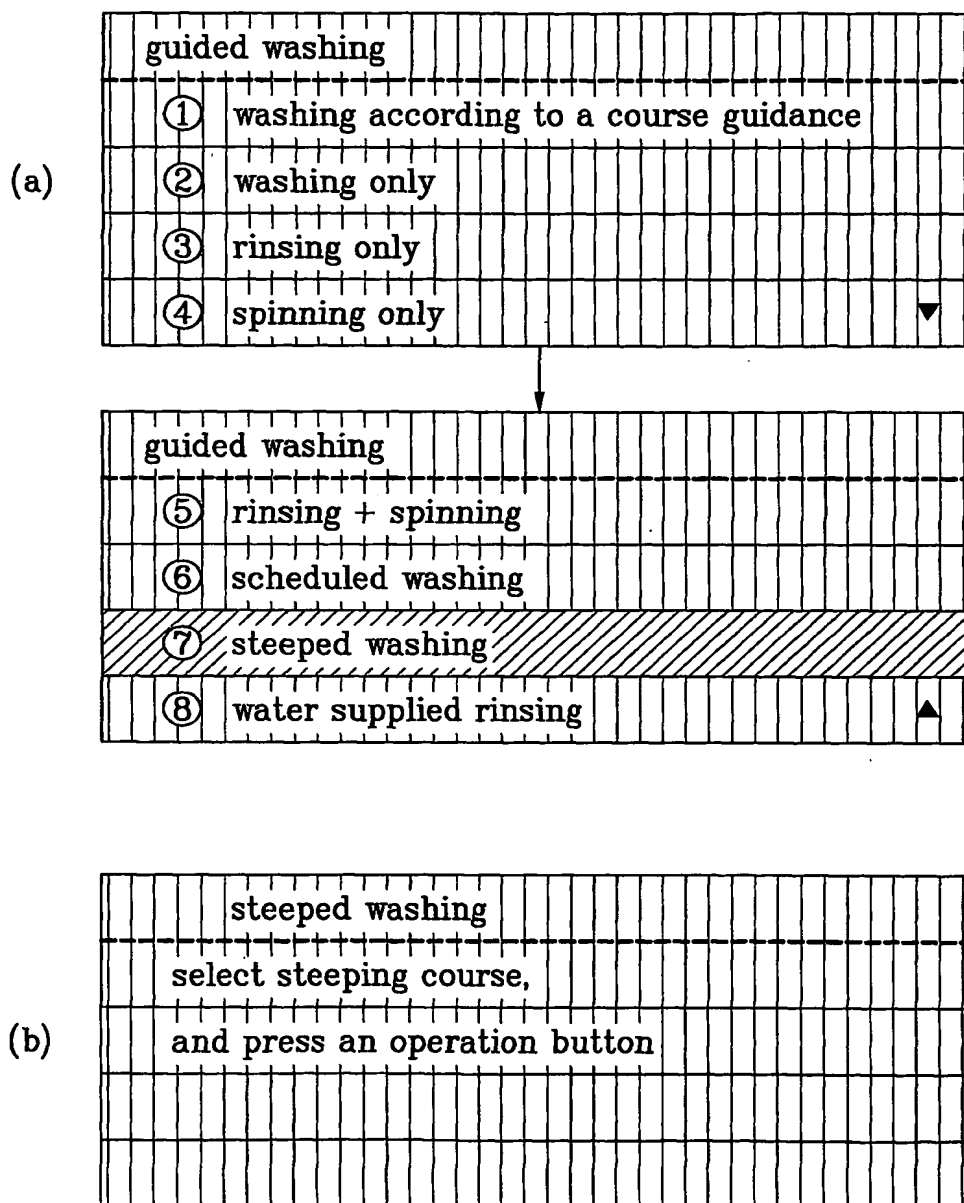 guided washing
① washing according to a course guidance
(a)
② washing only
③ rinsing only
④ spinning only ▼
guided washing
⑤ rinsing + spinning
⑥ scheduled washing
⑦ steeped washing
⑧ water supplied rinsing ▲
steeped washing
select steeping course,
(b)
and press an operation button